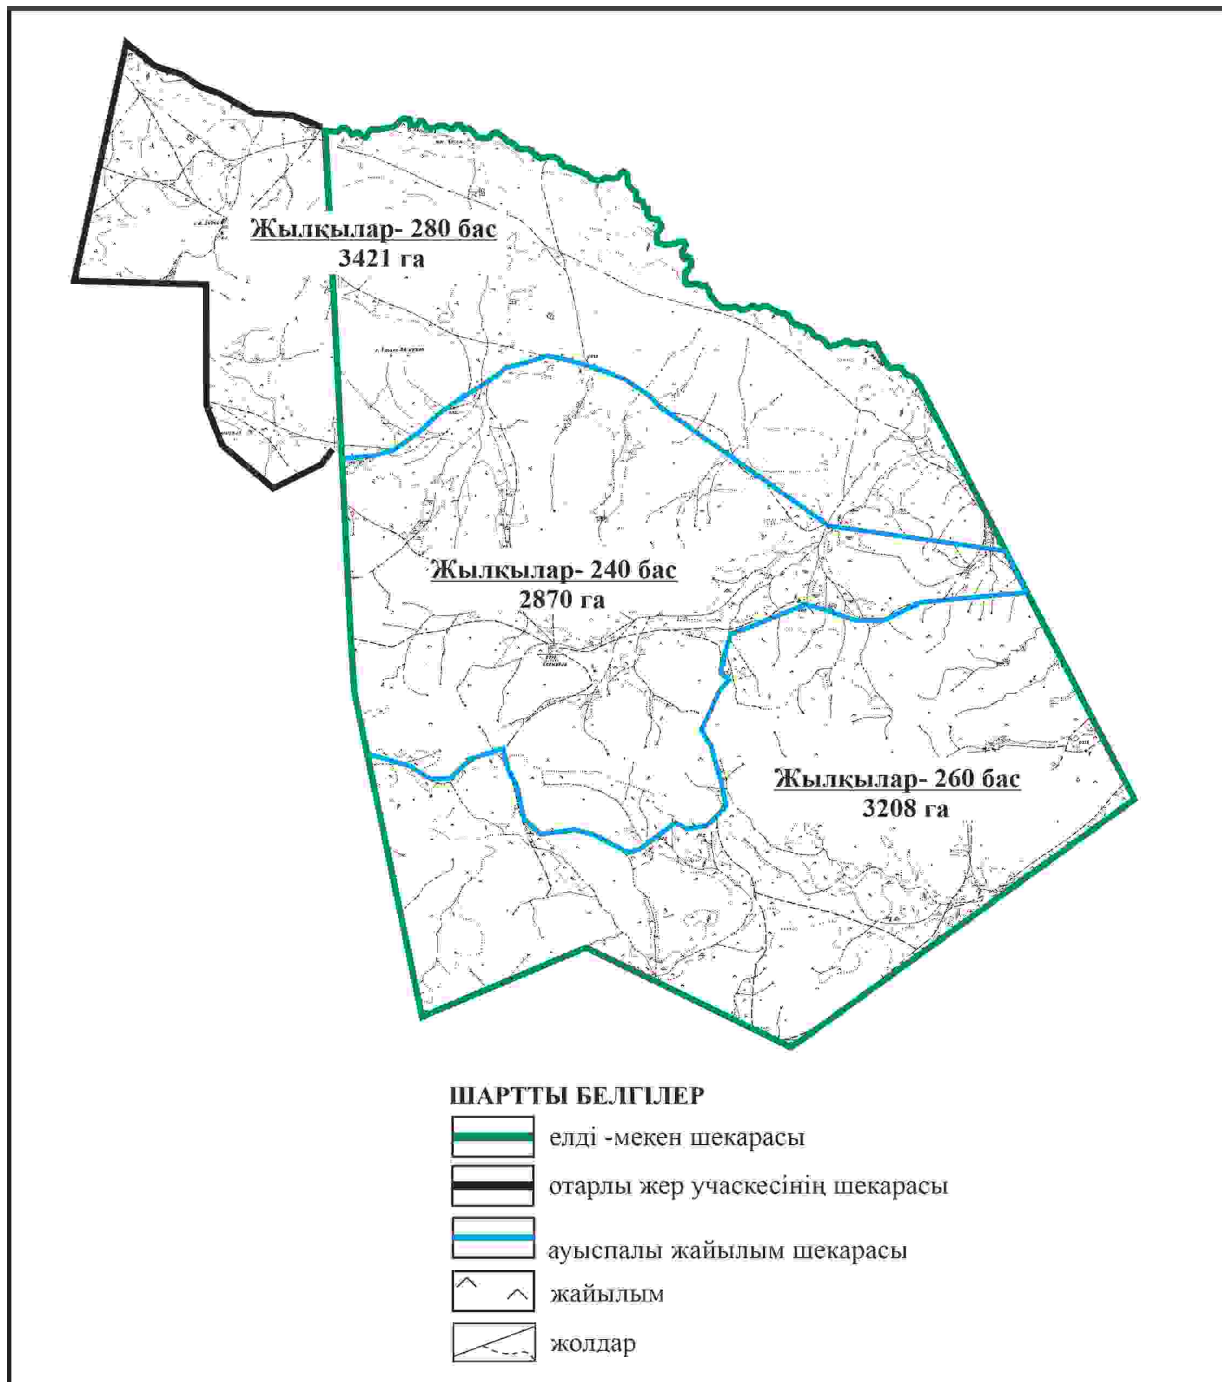 Жылқылар- 280 бас
3421 га
Жылқылар- 240 бас
2870 га
Жылқылар- 260 бас
3208 га
ШАРТТЫ БЕЛГІЛЕР
елді -мекен шекарасы
отарлы жер учаскесінің шекарасы
ауыспалы жайылым шекарасы
жайылым
жолдар